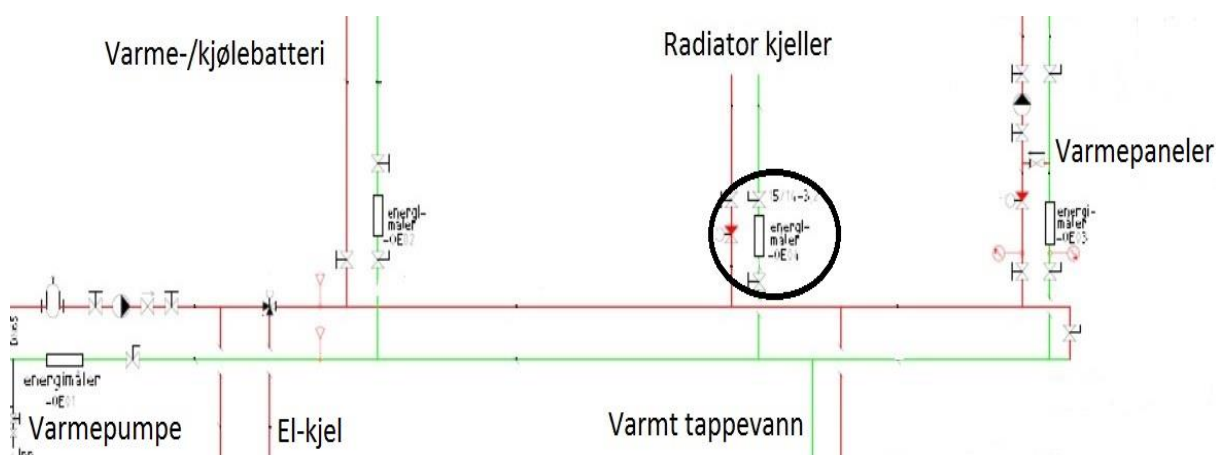 Varme-/kjølebatteri
Radiator kjeller
Varmepaneler
energi-
måler
-OE02
energi-
måler
-OE04
energi-
måler
-OE03
energimåler
-OE01
Varmepumpe
El-kjel
Varmt tappevann